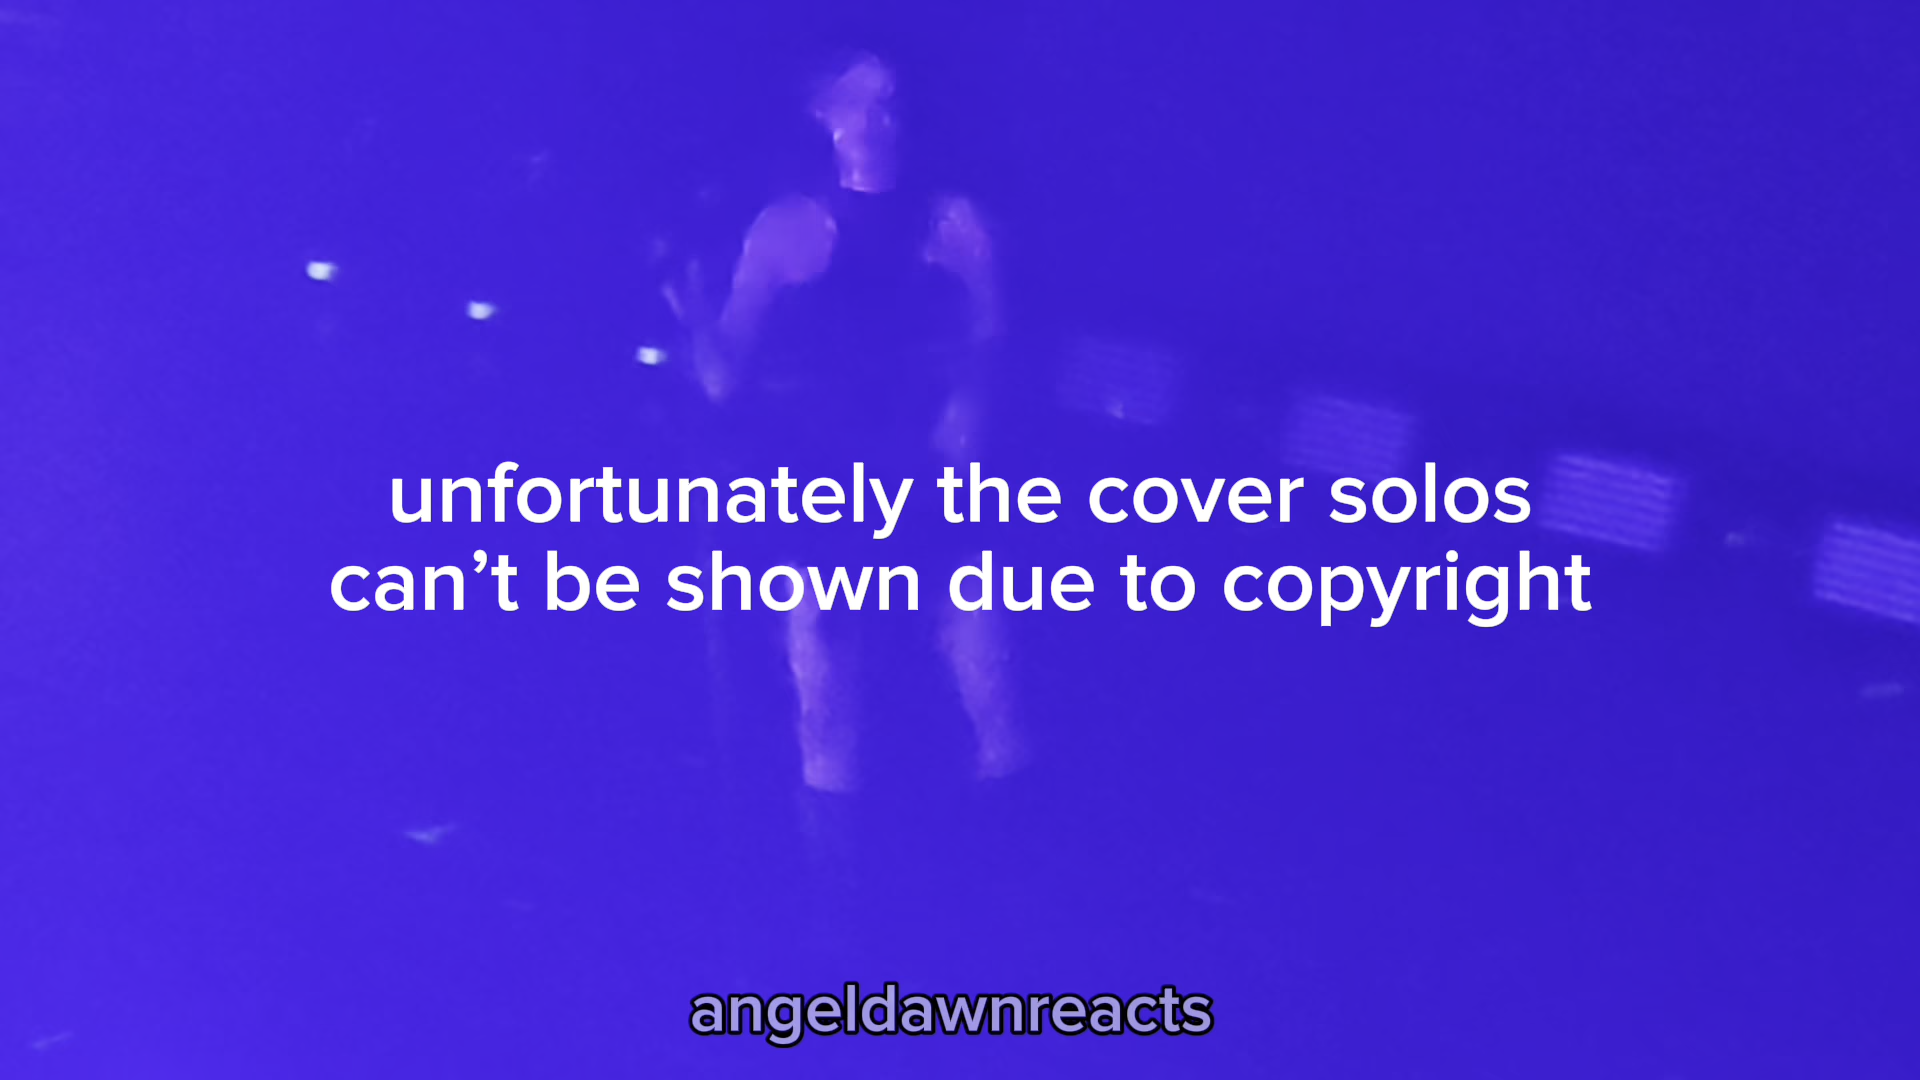 unfortunately the cover solos
can’t be shown due to copyright
angeldawnreacts